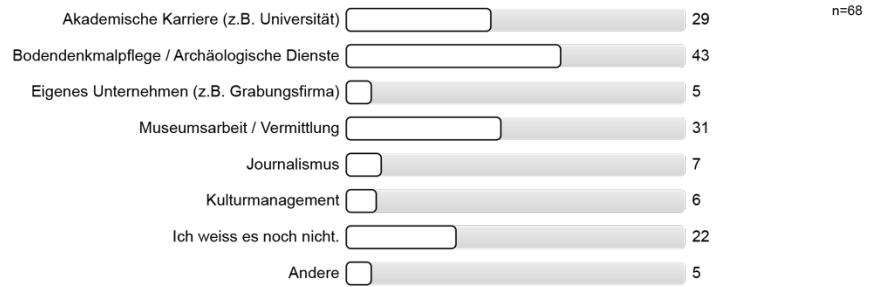 Akademische Karriere (z.B. Universität) 29 n=68
Bodendenkmalpflege / Archäologische Dienste 43
Eigenes Unternehmen (z.B. Grabungsfirma) 5
Museumsarbeit / Vermittlung 31
Journalismus 7
Kulturmanagement 6
Ich weiss es noch nicht. 22
Andere 5